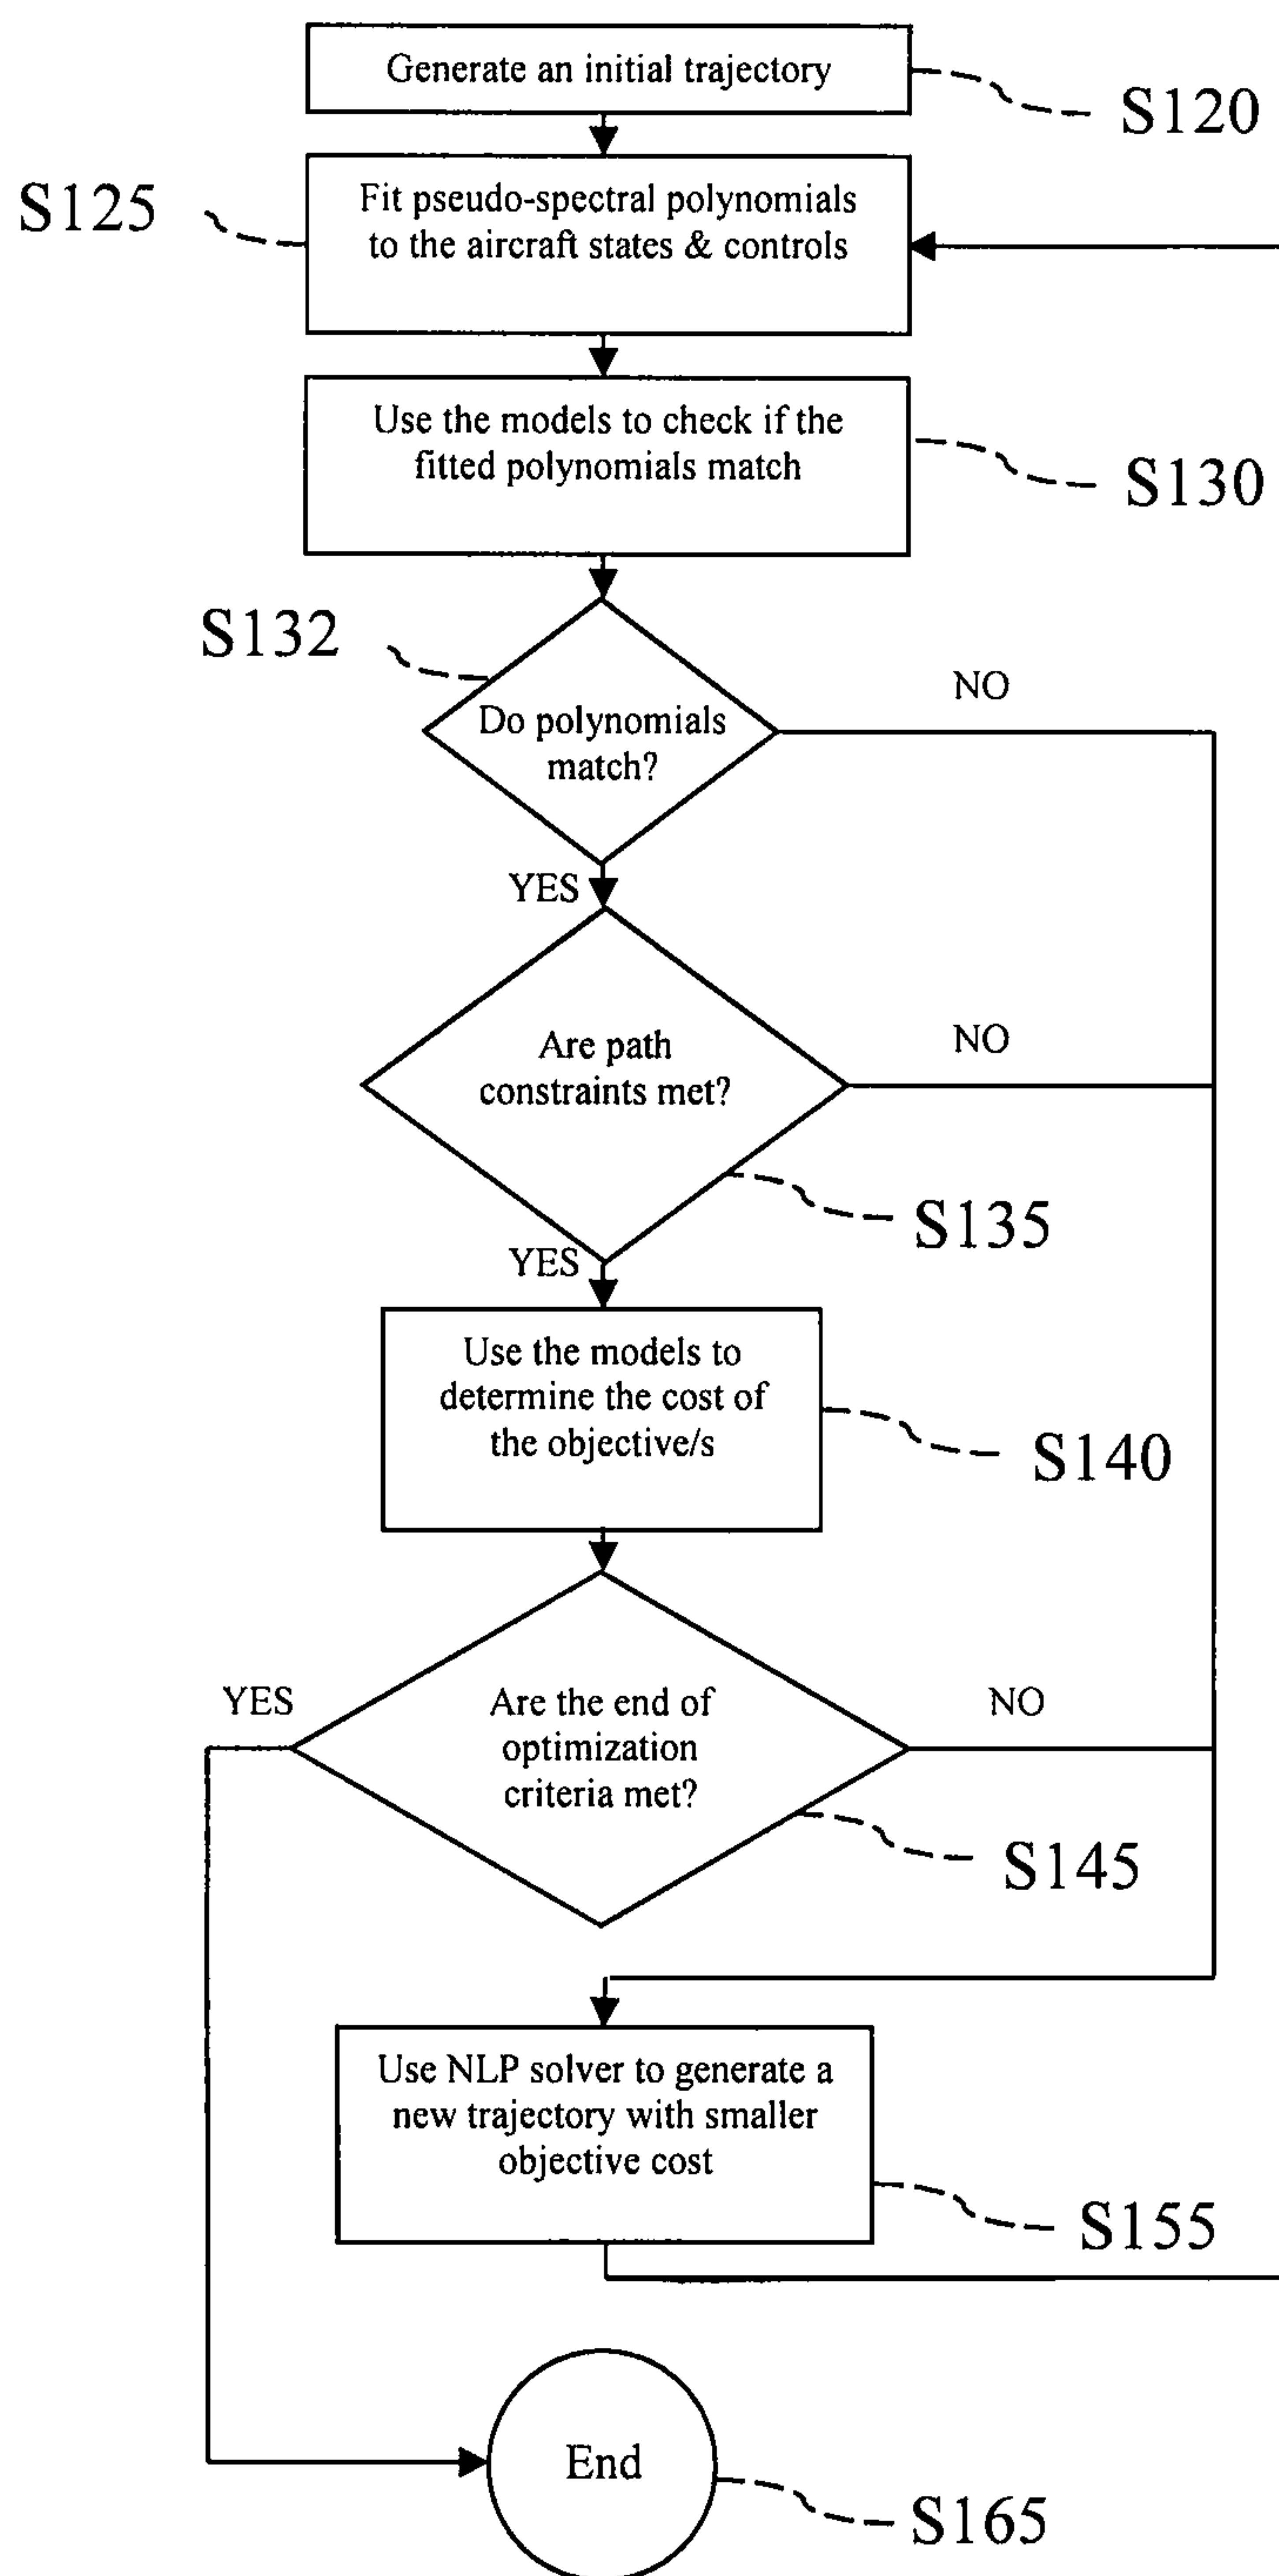 Generate an initial trajectory
S120
S125
Fit pseudo-spectral polynomials
to the aircraft states & controls
Use the models to check if the
fitted polynomials match
S130
S132
NO
Do polynomials
match?
YES
Are path
constraints met?
NO
S135
YES
Use the models to
determine the cost of
the objective/s
S140
YES
Are the end of
optimization
criteria met?
NO
S145
Use NLP solver to generate a
new trajectory with smaller
objective cost
S155
End
S165